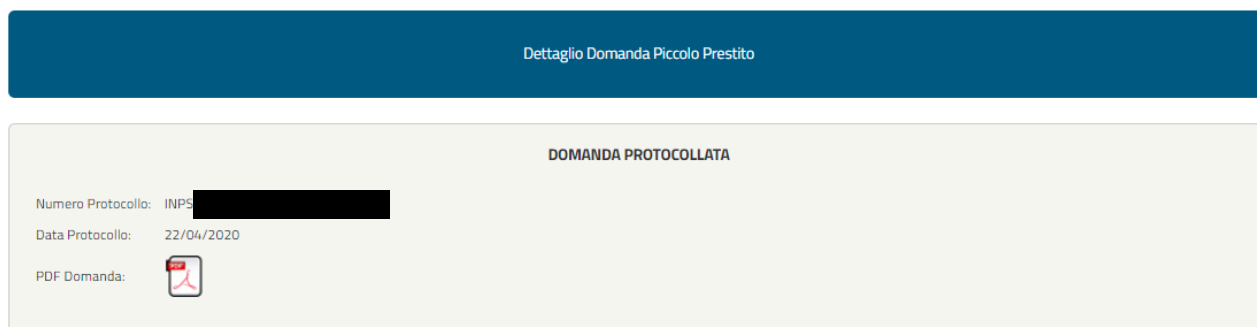 Dettaglio Domanda Piccolo Prestito
DOMANDA PROTOCOLLATA
Numero Protocollo: INPS
Data Protocollo: 22/04/2020
PDF Domanda: PDF